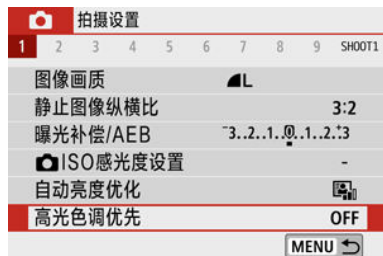 拍摄设置
1 2 3 4 5 6 7 8 9 SHOOT1
图像画质 L
静止图像纵横比 3:2
曝光补偿/AEB -3..2..1..0..1..2..+3
ISO感光度设置 -
自动亮度优化
高光色调优先 OFF
MENU